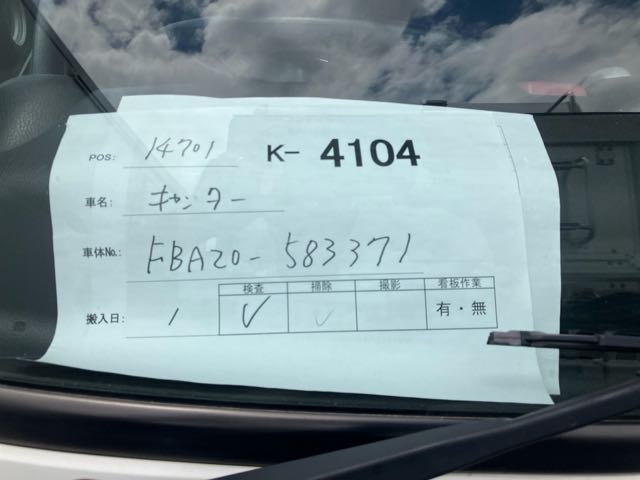 POS: 14701 K- 4104
車名: キャンター
車体No.: FBA20-583371
検査 掃除 撮影 看板作業
搬入日: 1 ✓ ✓ 有・無